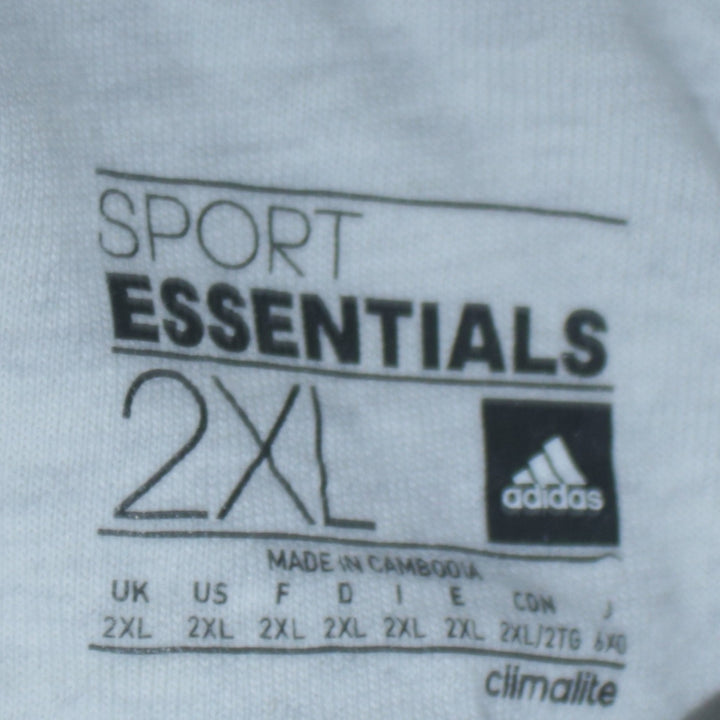 SPORT
ESSENTIALS
2XL
adidas
MADE IN CAMBODIA
UK US F D I E CDN J
2XL 2XL 2XL 2XL 2XL 2XL 2XL/2TG 6XO
climalite